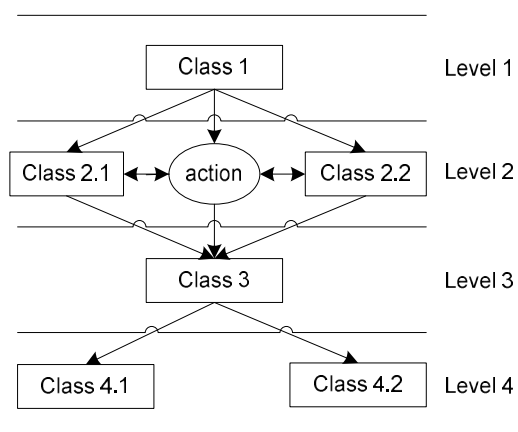 Class 1
Level 1
Class 2.1
action
Class 2.2
Level 2
Class 3
Level 3
Class 4.1
Class 4.2
Level 4